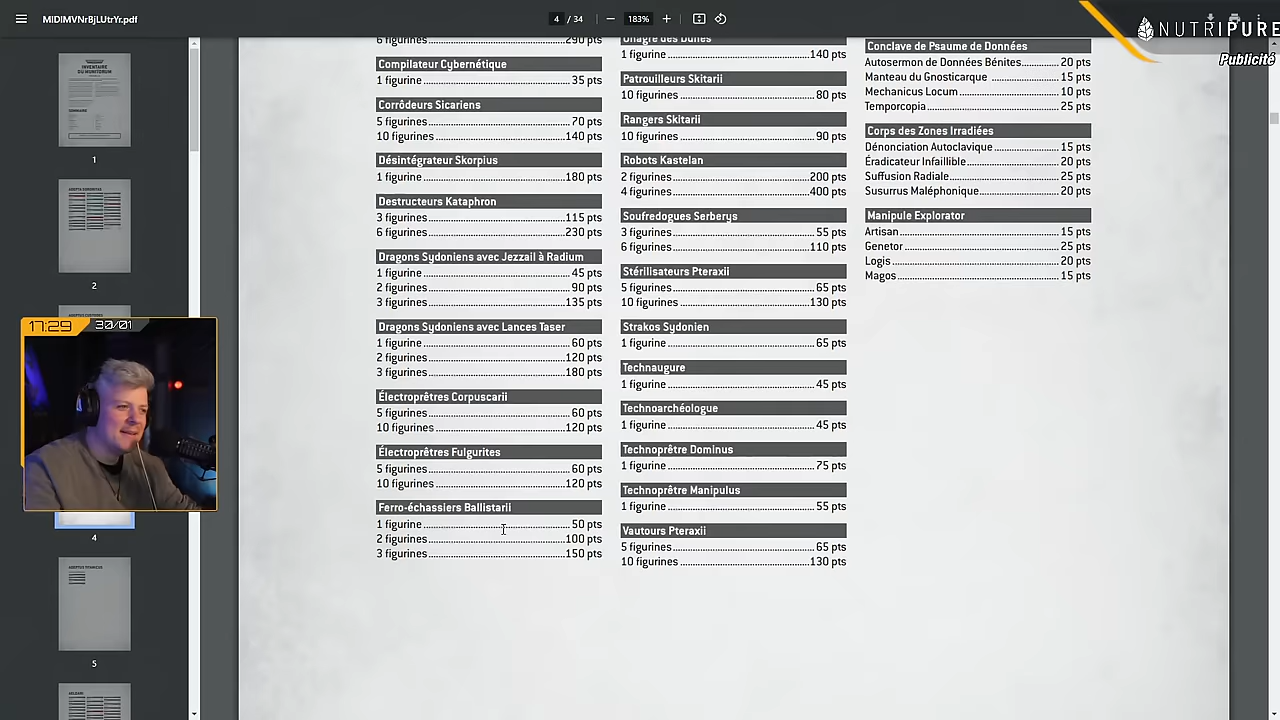 MIDIMVNrBjLUtrYr.pdf
4 / 34
183%
NUTRIPURE
Publicité
1
2
4
5
17:29 30/01
6 figurines 290 pts
Compilateur Cybernétique
1 figurine 35 pts
Corrôdeurs Sicariens
5 figurines 70 pts
10 figurines 140 pts
Désintégrateur Skorpius
1 figurine 180 pts
Destructeurs Kataphron
3 figurines 115 pts
6 figurines 230 pts
Dragons Sydoniens avec Jezzail à Radium
1 figurine 45 pts
2 figurines 90 pts
3 figurines 135 pts
Dragons Sydoniens avec Lances Taser
1 figurine 60 pts
2 figurines 120 pts
3 figurines 180 pts
Électroprêtres Corpuscarii
5 figurines 60 pts
10 figurines 120 pts
Électroprêtres Fulgurites
5 figurines 60 pts
10 figurines 120 pts
Ferro-échassiers Ballistarii
1 figurine 50 pts
2 figurines 100 pts
3 figurines 150 pts
Onagre des Dunes
1 figurine 140 pts
Patrouilleurs Skitarii
10 figurines 80 pts
Rangers Skitarii
10 figurines 90 pts
Robots Kastelan
2 figurines 200 pts
4 figurines 400 pts
Soufredogues Serberys
3 figurines 55 pts
6 figurines 110 pts
Stérilisateurs Pteraxii
5 figurines 65 pts
10 figurines 130 pts
Strakos Sydonien
1 figurine 65 pts
Technaugure
1 figurine 45 pts
Technoarchéologue
1 figurine 45 pts
Technoprêtre Dominus
1 figurine 75 pts
Technoprêtre Manipulus
1 figurine 55 pts
Vautours Pteraxii
5 figurines 65 pts
10 figurines 130 pts
Conclave de Psaume de Données
Autosermon de Données Bénites 20 pts
Manteau du Gnosticarque 15 pts
Mechanicus Locum 10 pts
Temporcopia 25 pts
Corps des Zones Irradiées
Dénonciation Autoclavique 15 pts
Éradicateur Infaillible 20 pts
Suffusion Radiale 25 pts
Susurrus Maléphonique 20 pts
Manipule Explorator
Artisan 15 pts
Genetor 25 pts
Logis 20 pts
Magos 15 pts